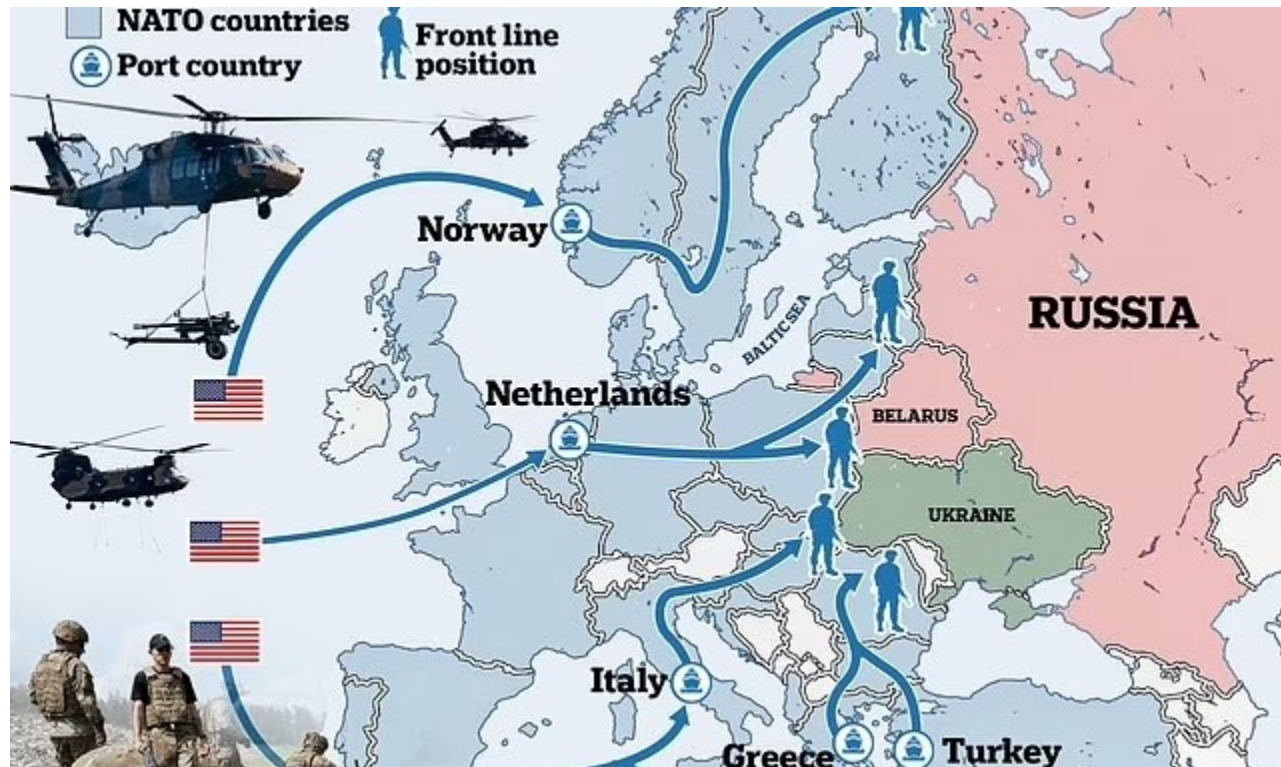 NATO countries
Port country
Front line
position
Norway
BALTIC SEA
RUSSIA
Netherlands
BELARUS
UKRAINE
Italy
Greece
Turkey